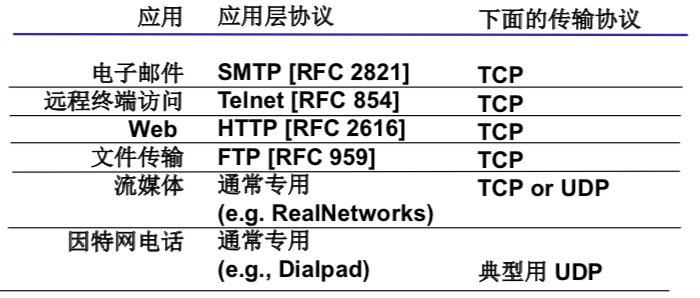 应用 应用层协议 下面的传输协议
电子邮件 SMTP [RFC 2821] TCP
远程终端访问 Telnet [RFC 854] TCP
Web HTTP [RFC 2616] TCP
文件传输 FTP [RFC 959] TCP
流媒体 通常专用 TCP or UDP
(e.g. RealNetworks)
因特网电话 通常专用
(e.g., Dialpad) 典型用 UDP